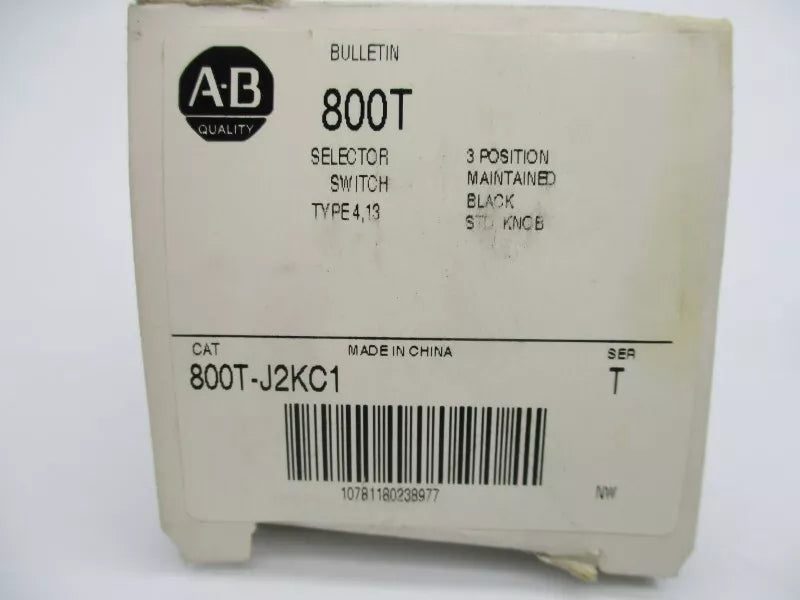 BULLETIN
A·B
QUALITY
800T
SELECTOR
SWITCH
TYPE 4,13
3 POSITION
MAINTAINED
BLACK
STD KNOB
CAT
MADE IN CHINA
SER
800T-J2KC1
T
10781180238977
NW